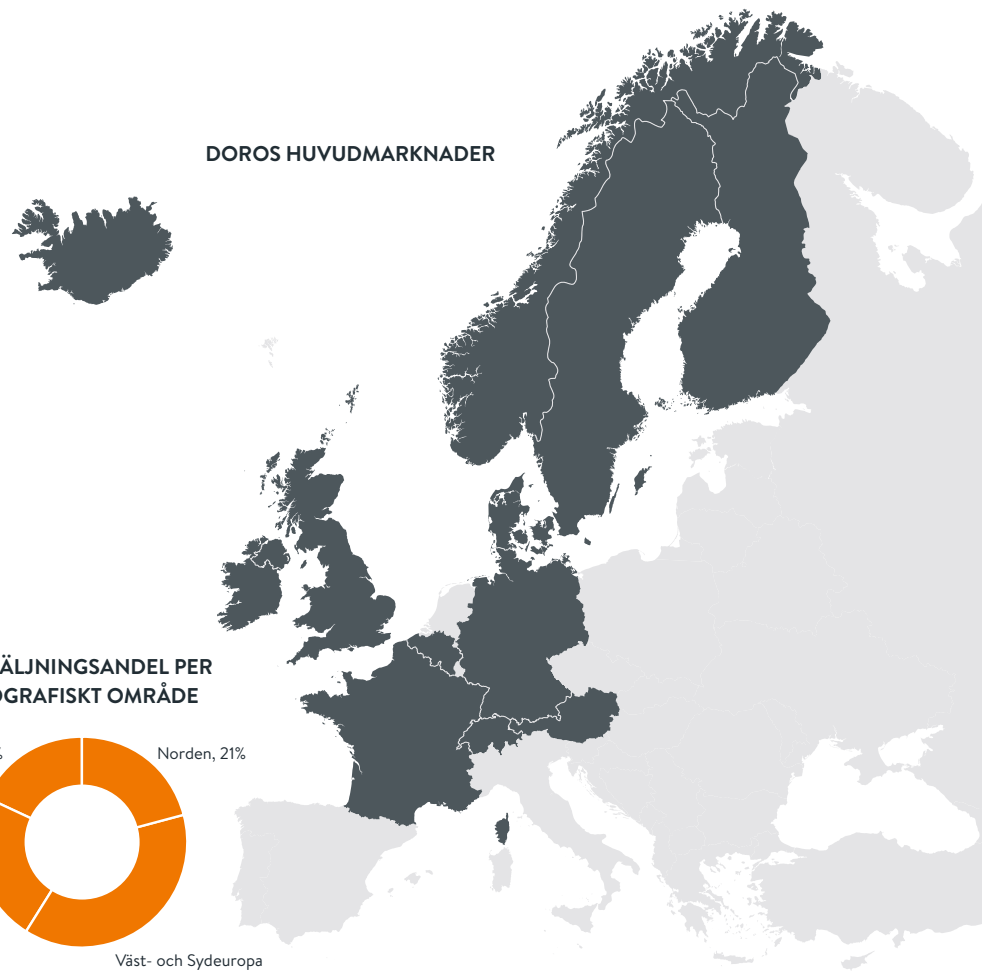 DOROS HUVUDMARKNADER
ÄLJNINGSANDEL PER
OGRAFISKT OMRÅDE
%
Norden, 21%
Väst- och Sydeuropa